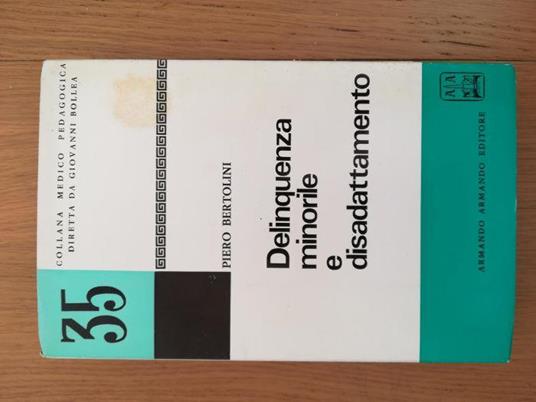 35
COLLANA MEDICO PEDAGOGICA
DIRETTA DA GIOVANNI BOLLEA
PIERO BERTOLINI
Delinquenza
minorile
e
disadattamento
A A
ARMANDO ARMANDO EDITORE